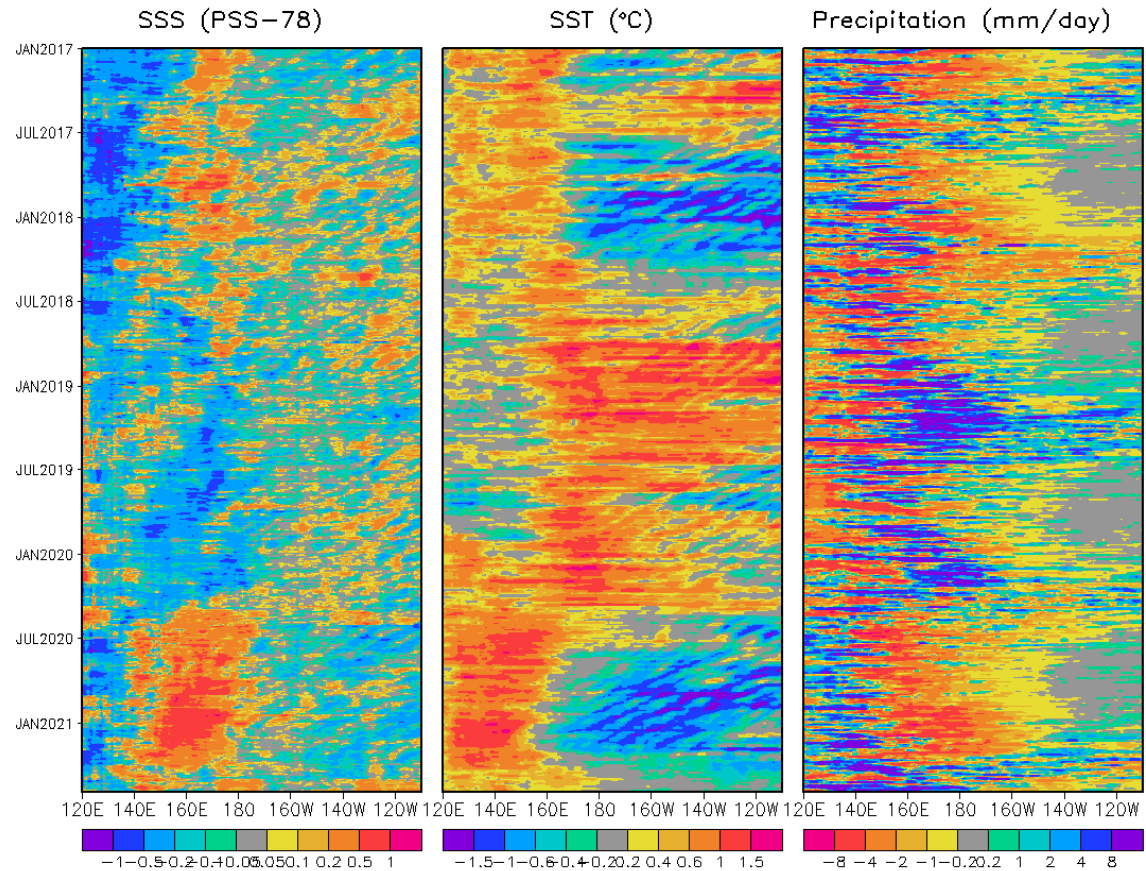 SSS (PSS-78) SST (°C) Precipitation (mm/day)
JAN2017
JUL2017
JAN2018
JUL2018
JAN2019
JUL2019
JAN2020
JUL2020
JAN2021
120E 140E 160E 180 160W 140W 120W 120E 140E 160E 180 160W 140W 120W 120E 140E 160E 180 160W 140W 120W
-1 -0.5 -0.2 -0.1 -0.05 0.05 0.1 0.2 0.5 1 -1.5 -1 -0.6 -0.4 -0.2 0.2 0.4 0.6 1 1.5 -8 -4 -2 -1 -0.2 0.2 1 2 4 8